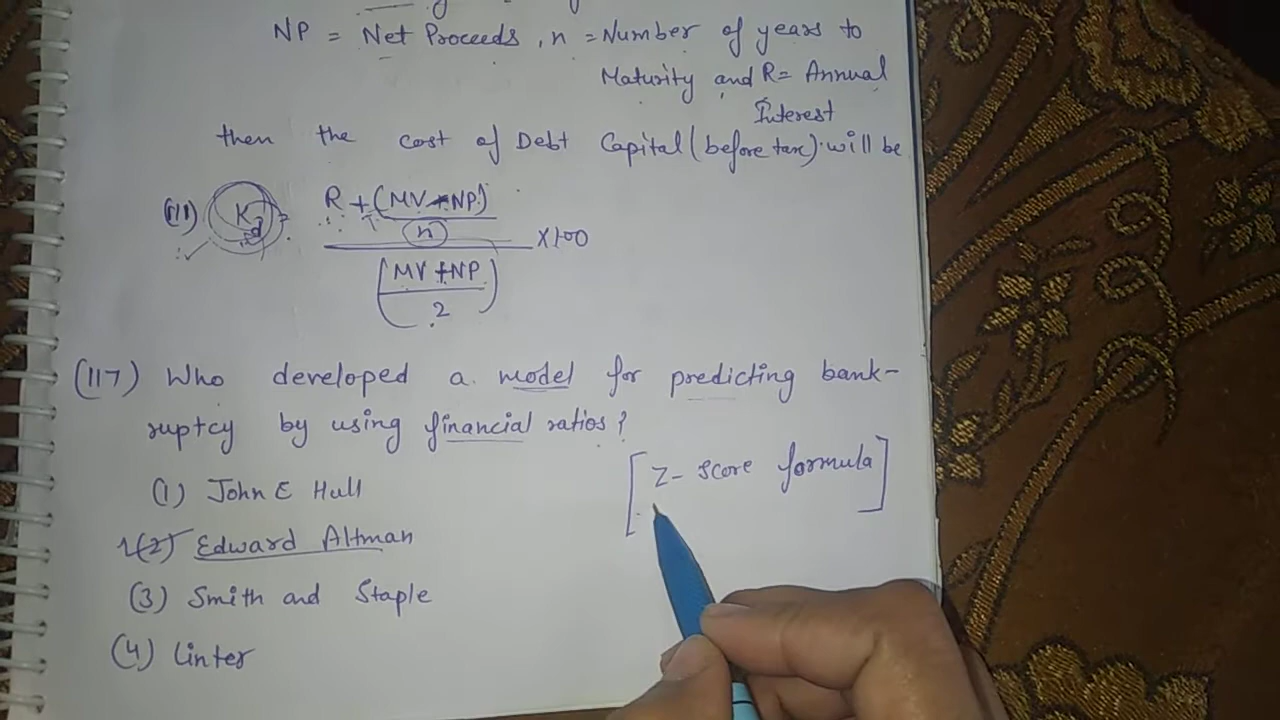 NP = Net Proceeds, n = Number of years to
Maturity and R = Annual
Interest
then the cost of Debt Capital (before tax) will be
(111) Kd = R + (MV - NP)
n
×100
(MV + NP)
2
(117) Who developed a model for predicting bank-
ruptcy by using financial ratios?
[Z- Score formula]
(1) John E Hull
(2) Edward Altman
(3) Smith and Staple
(4) Linter